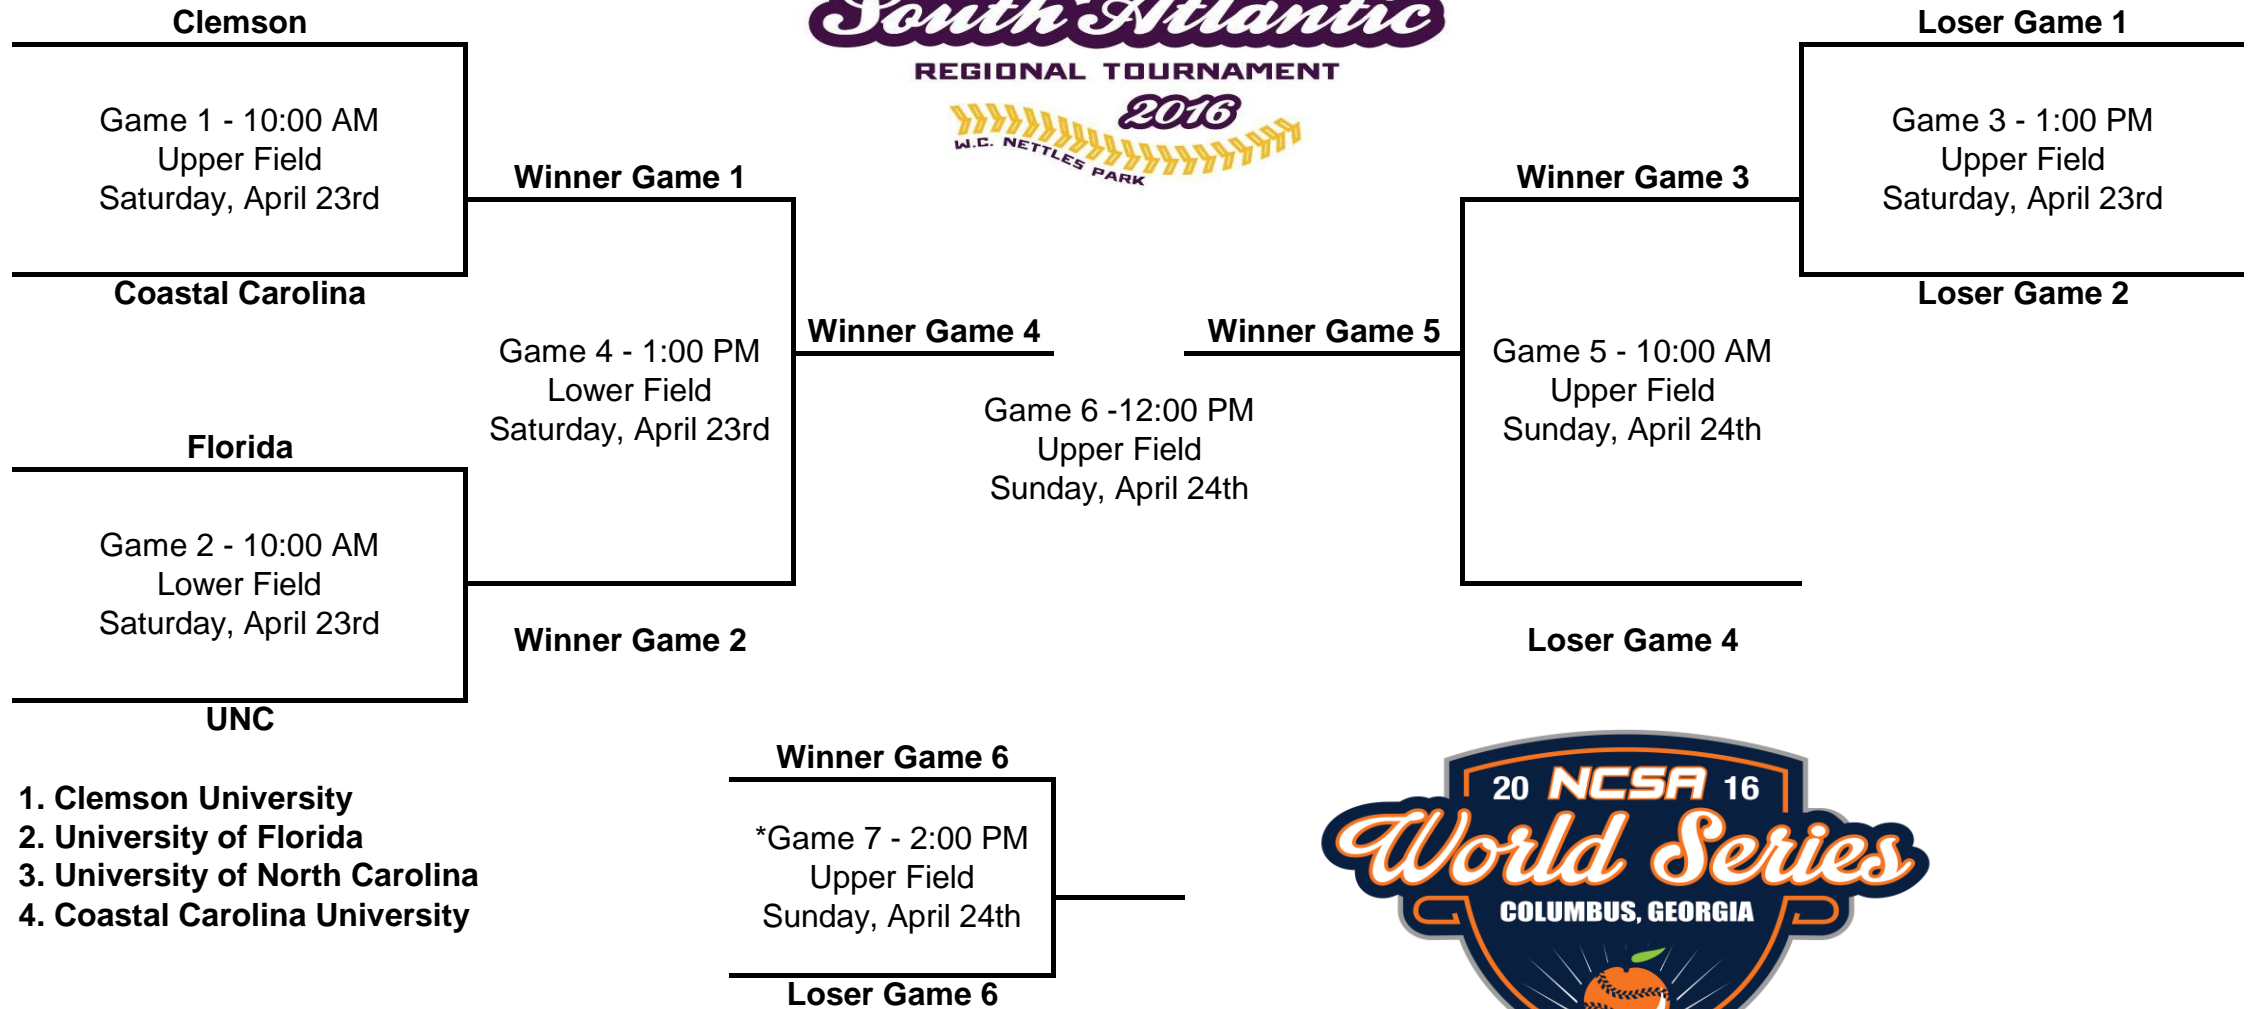 Clemson
Game 1 - 10:00 AM
Upper Field
Saturday, April 23rd
Coastal Carolina
Florida
Game 2 - 10:00 AM
Lower Field
Saturday, April 23rd
UNC
Winner Game 1
Game 4 - 1:00 PM
Lower Field
Saturday, April 23rd
Winner Game 2
South Atlantic
REGIONAL TOURNAMENT
2016
W.C. NETTLES PARK
Winner Game 4
Winner Game 5
Game 6 -12:00 PM
Upper Field
Sunday, April 24th
Winner Game 3
Game 5 - 10:00 AM
Upper Field
Sunday, April 24th
Loser Game 4
Loser Game 1
Game 3 - 1:00 PM
Upper Field
Saturday, April 23rd
Loser Game 2
1. Clemson University
2. University of Florida
3. University of North Carolina
4. Coastal Carolina University
Winner Game 6
*Game 7 - 2:00 PM
Upper Field
Sunday, April 24th
Loser Game 6
20 NCSA 16
World Series
COLUMBUS, GEORGIA